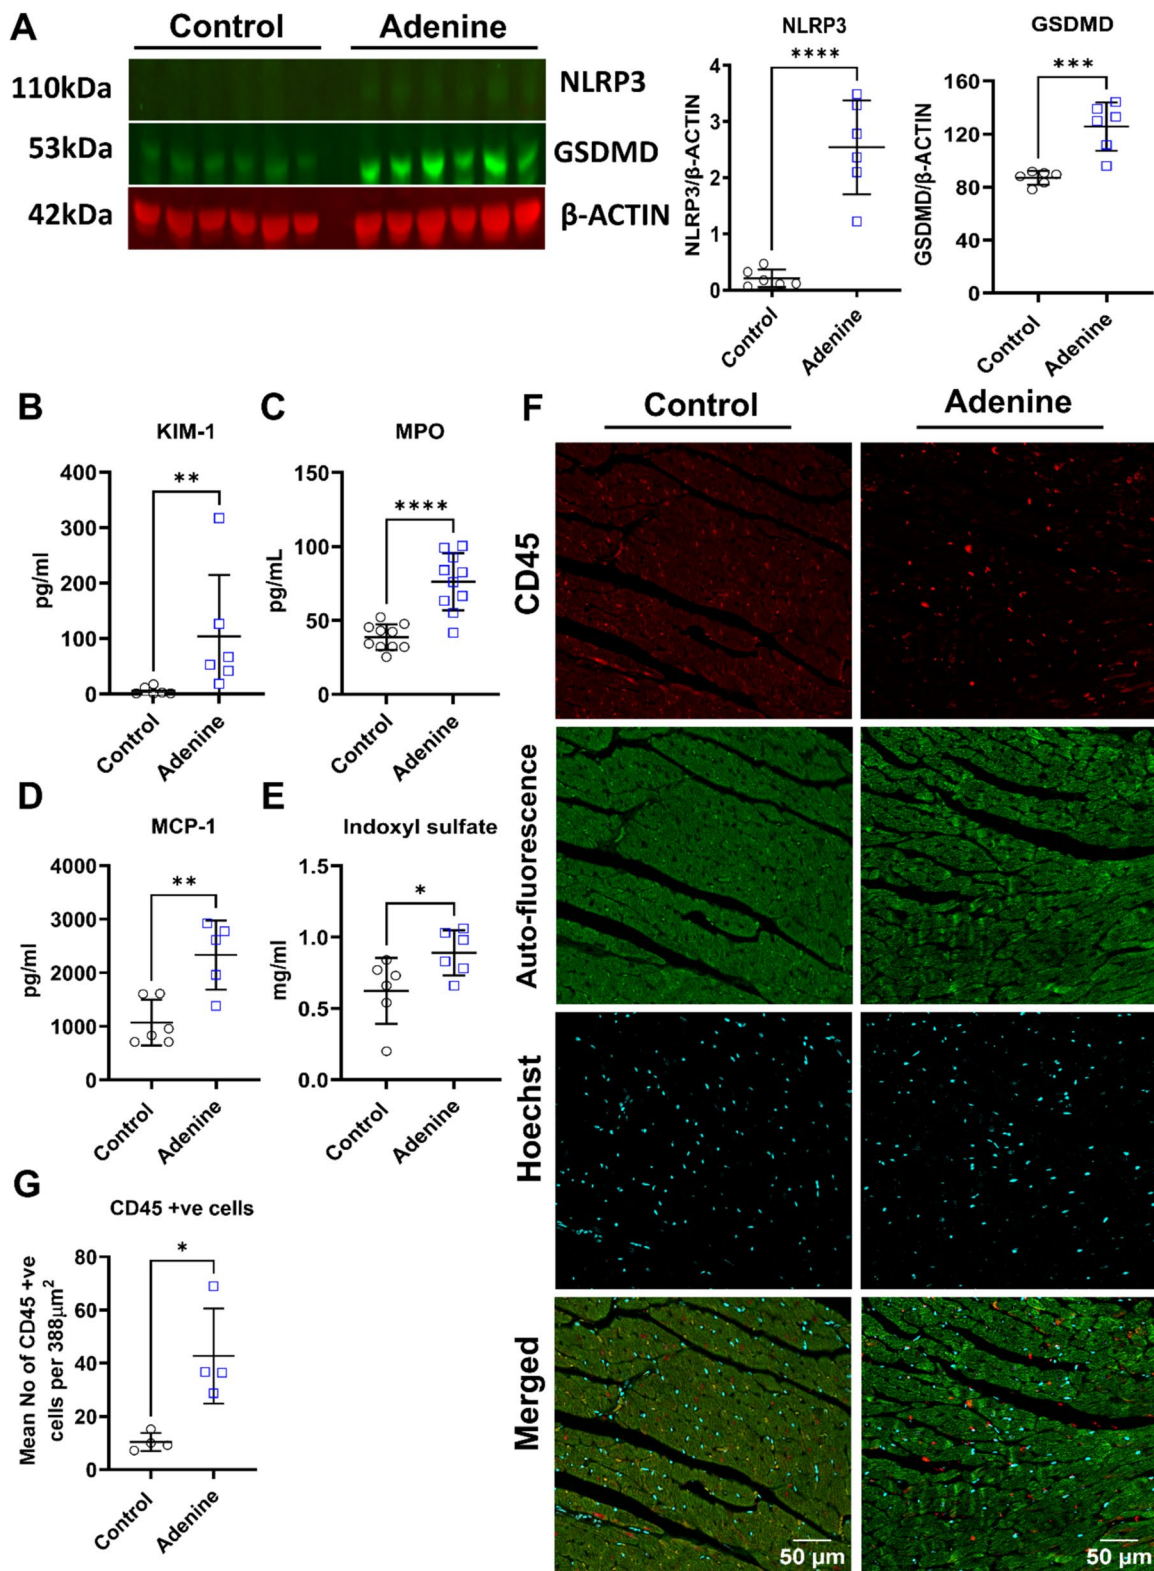 A
Control
Adenine
110kDa
NLRP3
53kDa
GSDMD
42kDa
β-ACTIN
NLRP3
****
NLRP3/β-ACTIN
4
3
2
1
0
Control
Adenine
GSDMD
***
GSDMD/β-ACTIN
160
120
80
40
0
Control
Adenine
B
KIM-1
**
pg/ml
400
300
200
100
0
Control
Adenine
C
MPO
****
pg/mL
150
100
50
0
Control
Adenine
D
MCP-1
**
pg/ml
4000
3000
2000
1000
0
Control
Adenine
E
Indoxyl sulfate
*
mg/ml
1.5
1.0
0.5
0.0
Control
Adenine
G
CD45 +ve cells
*
Mean No of CD45 +ve
cells per 388µm²
80
60
40
20
0
Control
Adenine
F
Control
Adenine
CD45
Auto-fluorescence
Hoechst
Merged
50 µm
50 µm